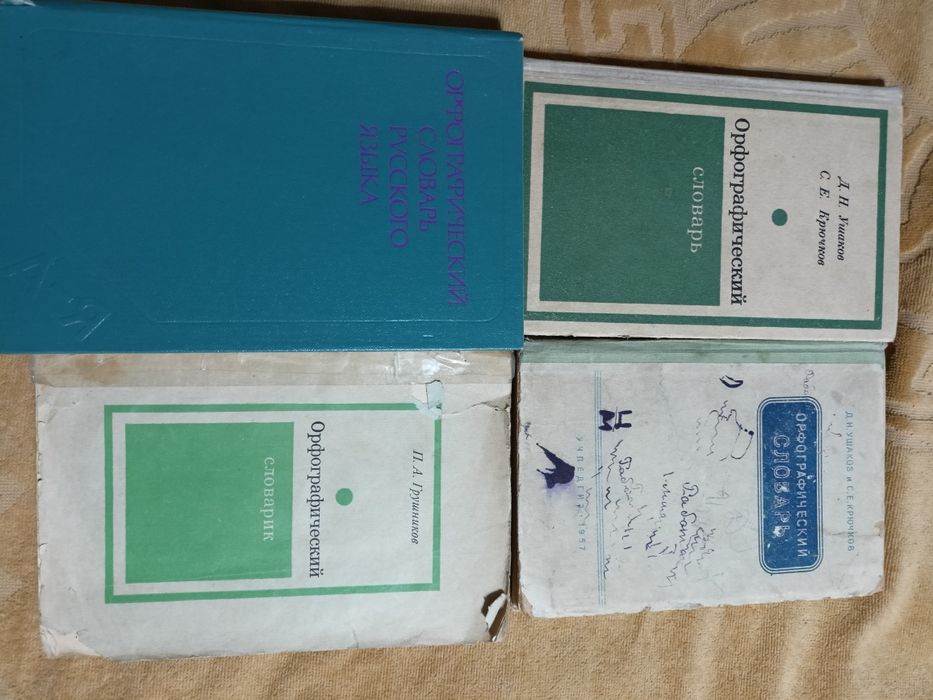 ОРФОГРАФИЧЕСКИЙ
СЛОВАРЬ
РУССКОГО
ЯЗЫКА
Д. Н. Ушаков
С. Е. Крючков
Орфографический
словарь
П. А. Грушников
Орфографический
словарик
Д.Н.УШАКОВ И С.Е.КРЮЧКОВ
ОРФОГРАФИЧЕСКИЙ
СЛОВАРЬ
УЧПЕДГИЗ 1957